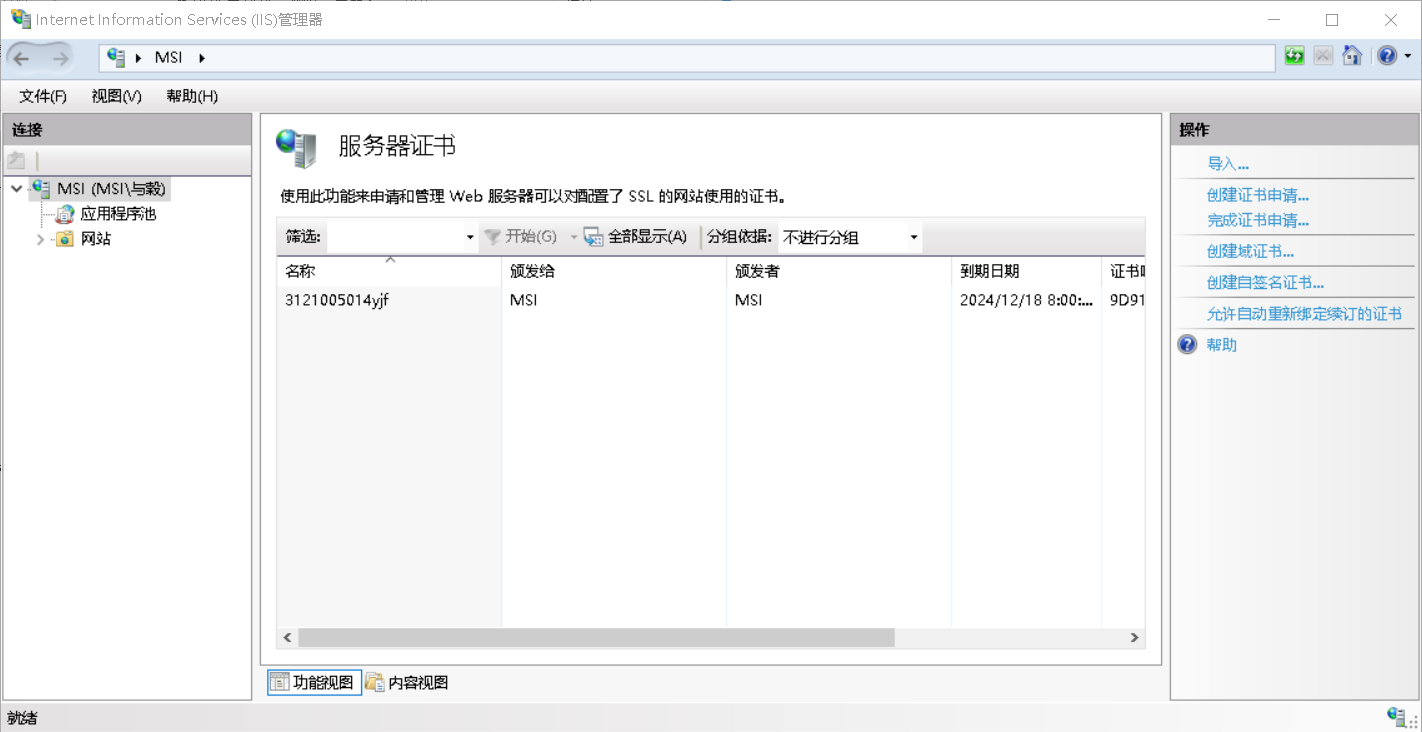 Internet Information Services (IIS)管理器
MSI
文件(F) 视图(V) 帮助(H)
连接
MSI (MSI\与毂)
应用程序池
网站
服务器证书
使用此功能来申请和管理 Web 服务器可以对配置了 SSL 的网站使用的证书。
筛选: 开始(G) 全部显示(A) 分组依据: 不进行分组
名称 颁发给 颁发者 到期日期 证书
3121005014yjf MSI MSI 2024/12/18 8:00:... 9D91
功能视图 内容视图
操作
导入...
创建证书申请...
完成证书申请...
创建域证书...
创建自签名证书...
允许自动重新绑定续订的证书
帮助
就绪